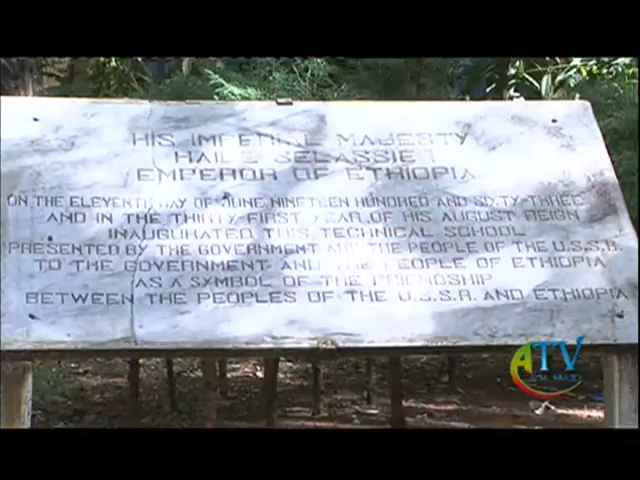 HIS IMPERIAL MAJESTY
HAILE SELASSIE I
EMPEROR OF ETHIOPIA
ON THE ELEVENTH DAY OF JUNE NINETEEN HUNDRED AND SIXTY-THREE
AND IN THE THIRTY FIRST YEAR OF HIS AUGUST REIGN
INAUGURATED THIS TECHNICAL SCHOOL
PRESENTED BY THE GOVERNMENT AND THE PEOPLE OF THE U.S.S.R.
TO THE GOVERNMENT AND THE PEOPLE OF ETHIOPIA
AS A SYMBOL OF THE FRIENDSHIP
BETWEEN THE PEOPLES OF THE U.S.S.R. AND ETHIOPIA
ATV